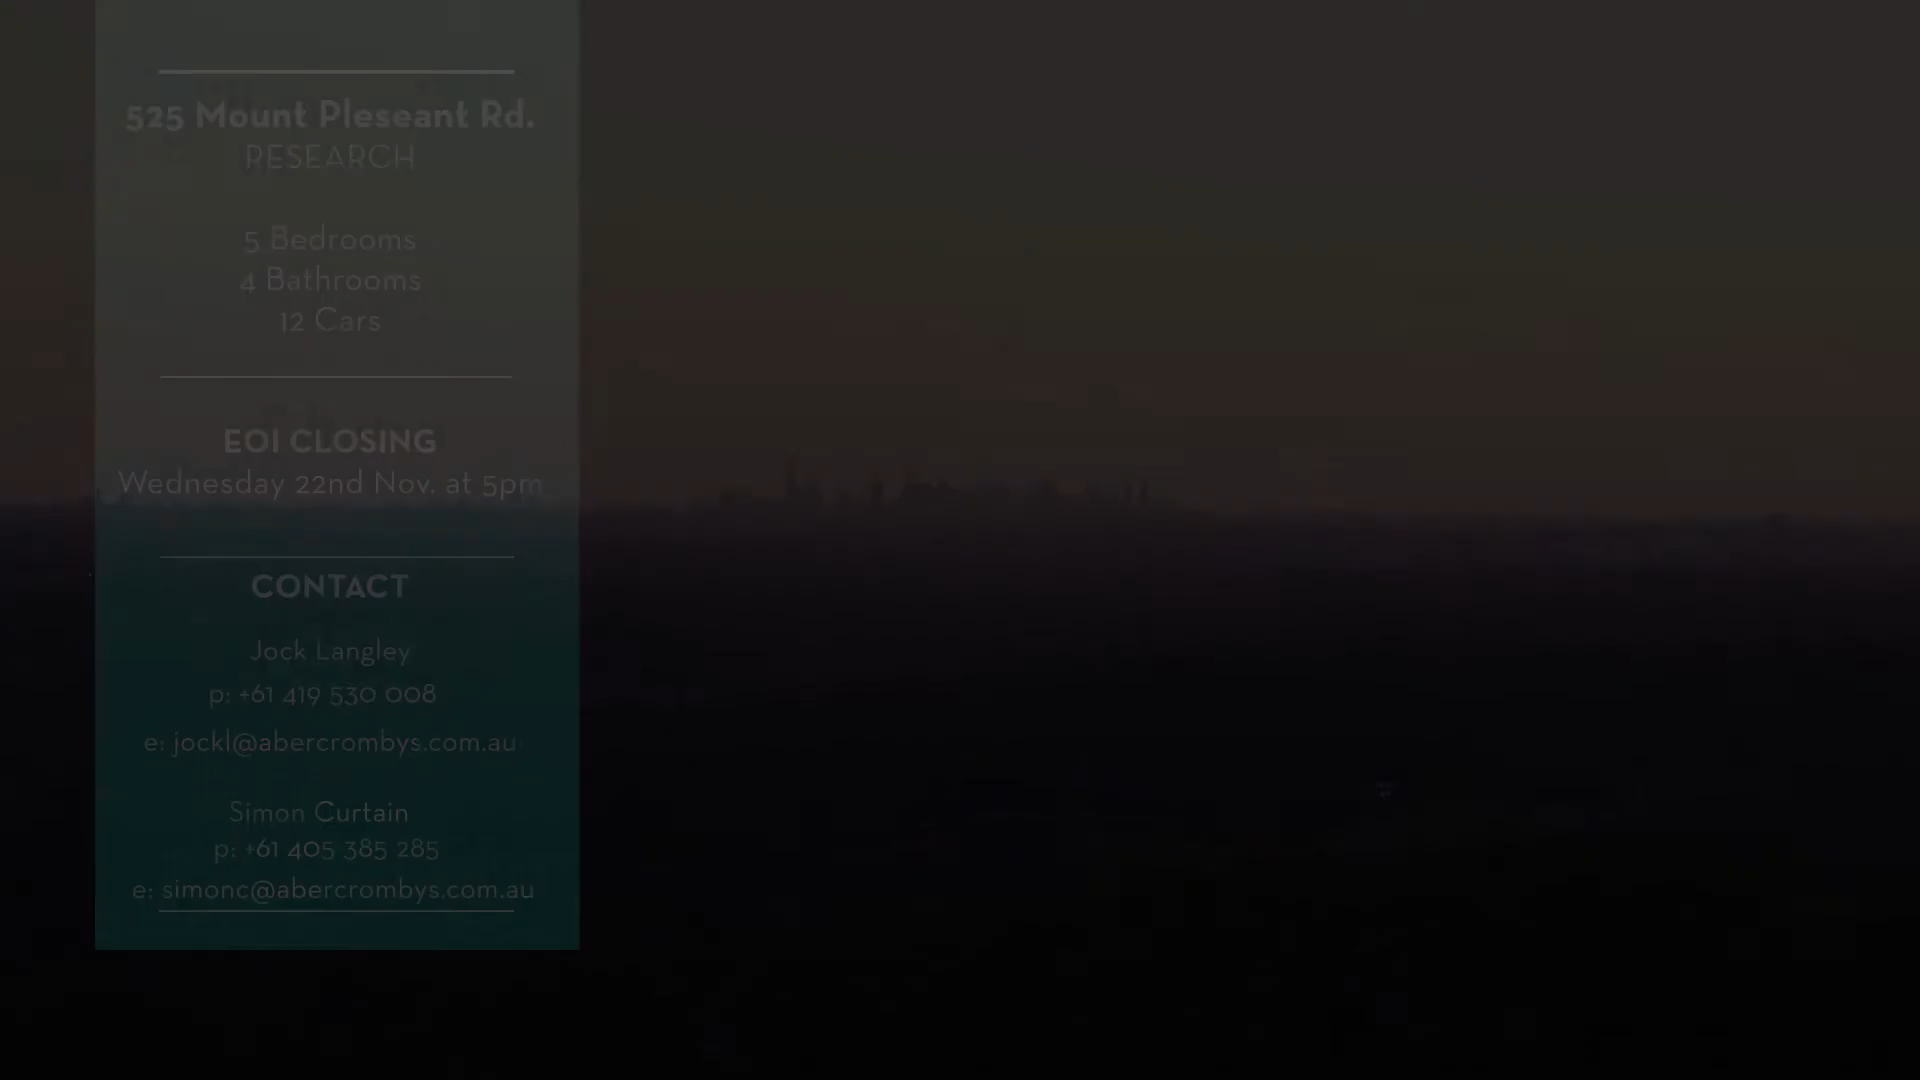 525 Mount Pleseant Rd.
RESEARCH
5 Bedrooms
4 Bathrooms
12 Cars
EOI CLOSING
Wednesday 22nd Nov. at 5pm
CONTACT
Jock Langley
p: +61 419 530 008
e: jockl@abercrombys.com.au
Simon Curtain
p: +61 405 385 285
e: simonc@abercrombys.com.au